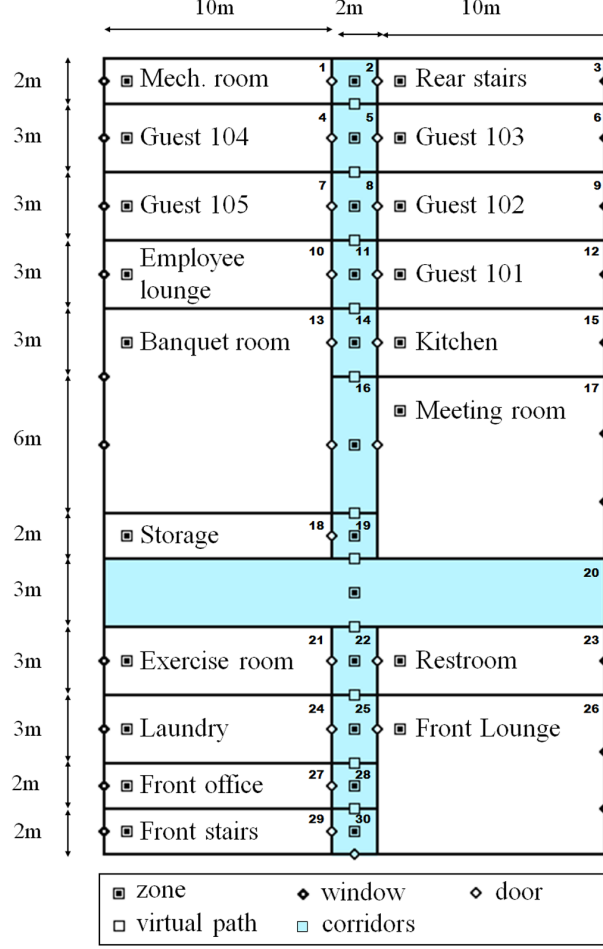 10m 2m 10m
2m Mech. room 1 2 Rear stairs 3
3m Guest 104 4 5 Guest 103 6
3m Guest 105 7 8 Guest 102 9
3m Employee lounge 10 11 Guest 101 12
3m Banquet room 13 14 Kitchen 15
6m 16 Meeting room 17
2m Storage 18 19
3m 20
3m Exercise room 21 22 Restroom 23
3m Laundry 24 25 Front Lounge 26
2m Front office 27 28
2m Front stairs 29 30
zone window door
virtual path corridors